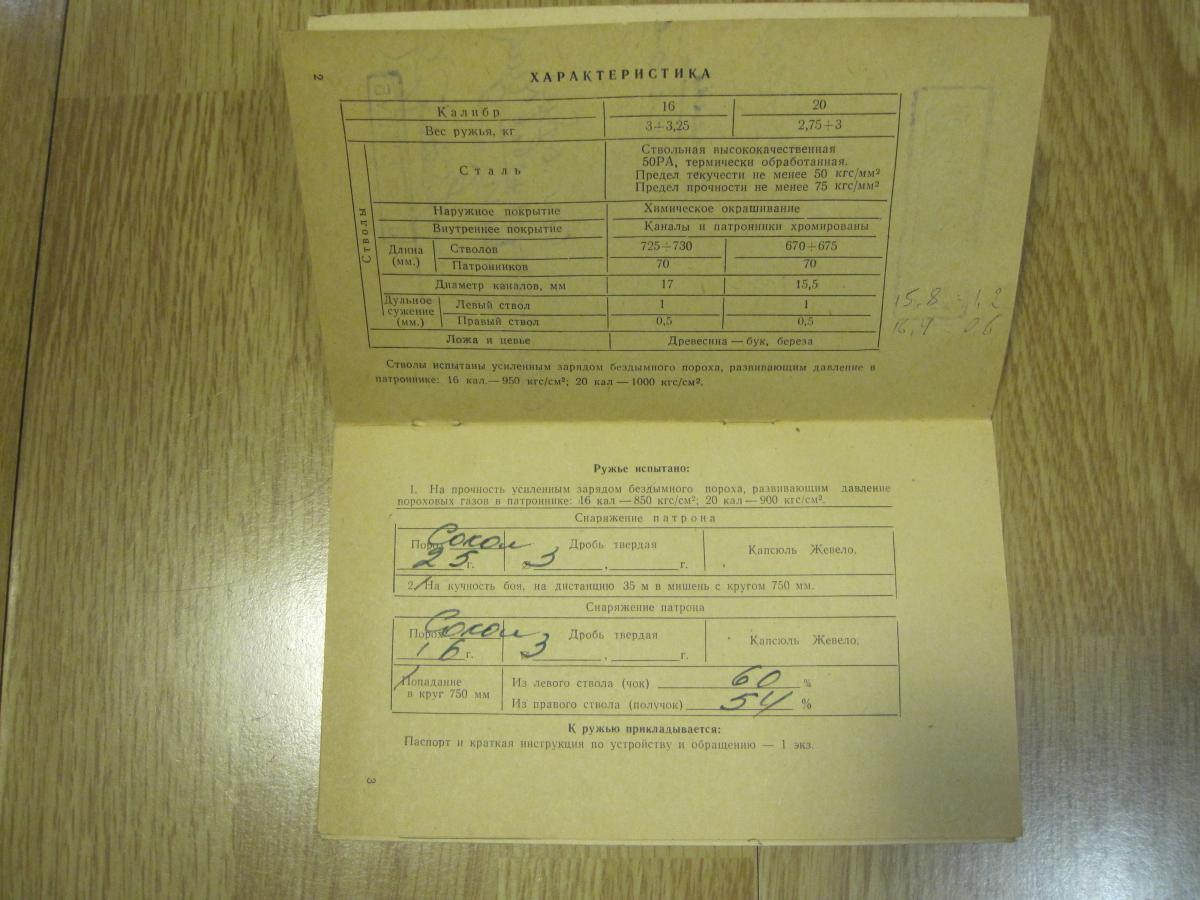 2
ХАРАКТЕРИСТИКА
Калибр 16 20
Вес ружья, кг 3÷3,25 2,75÷3
Стволы
Сталь
Ствольная высококачественная
50РА, термически обработанная.
Предел текучести не менее 50 кгс/мм²
Предел прочности не менее 75 кгс/мм²
Наружное покрытие Химическое окрашивание
Внутреннее покрытие Каналы и патронники хромированы
Длина (мм.) Стволов 725÷730 670÷675
Патронников 70 70
Диаметр каналов, мм 17 15,5
Дульное сужение (мм.) Левый ствол 1 1
Правый ствол 0,5 0,5
Ложа и цевье Древесина — бук, береза
15,8 1,2
16,4 0,6
Стволы испытаны усиленным зарядом бездымного пороха, развивающим давление в
патроннике: 16 кал.— 950 кгс/см²; 20 кал — 1000 кгс/см².
Ружье испытано:
1. На прочность усиленным зарядом бездымного пороха, развивающим давление
пороховых газов в патроннике: 16 кал — 850 кгс/см²; 20 кал — 900 кгс/см².
Снаряжение патрона
Порох Сокол Дробь твердая Капсюль Жевело.
2,5 г. 3 , г.
2. На кучность боя, на дистанцию 35 м в мишень с кругом 750 мм.
Снаряжение патрона
Порох Сокол Дробь твердая Капсюль Жевело.
1,6 г. 3 , г.
Попадание Из левого ствола (чок) 60 %
в круг 750 мм Из правого ствола (получок) 54 %
К ружью прикладывается:
Паспорт и краткая инструкция по устройству и обращению — 1 экз.
3